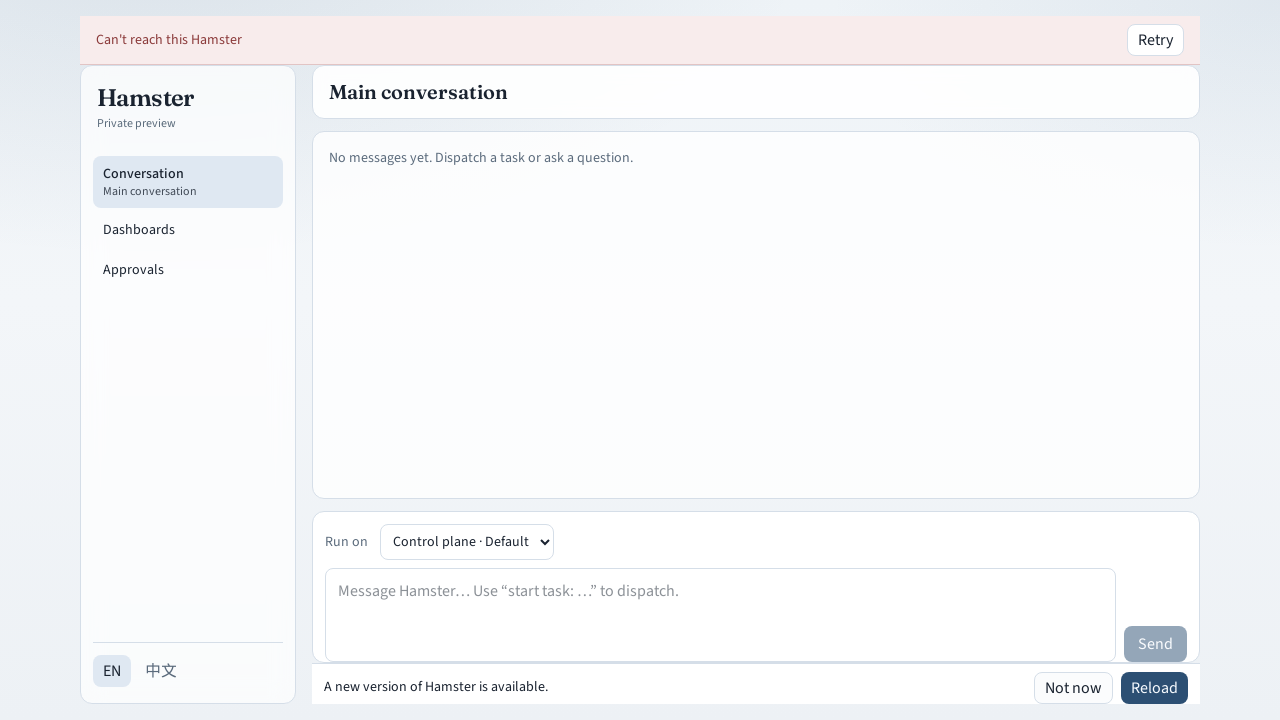 Can't reach this Hamster
Retry
Hamster
Private preview
Conversation
Main conversation
Dashboards
Approvals
EN
中文
Main conversation
No messages yet. Dispatch a task or ask a question.
Run on
Control plane · Default
Message Hamster… Use “start task: …” to dispatch.
Send
A new version of Hamster is available.
Not now
Reload